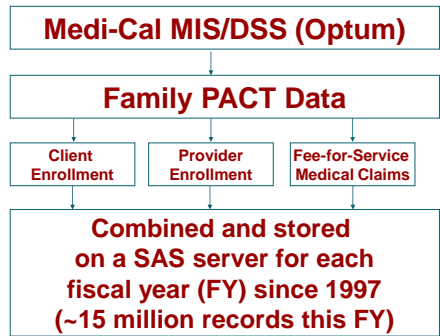 Medi-Cal MIS/DSS (Optum)
Family PACT Data
Client
Enrollment
Provider
Enrollment
Fee-for-Service
Medical Claims
Combined and stored
on a SAS server for each
fiscal year (FY) since 1997
(~15 million records this FY)